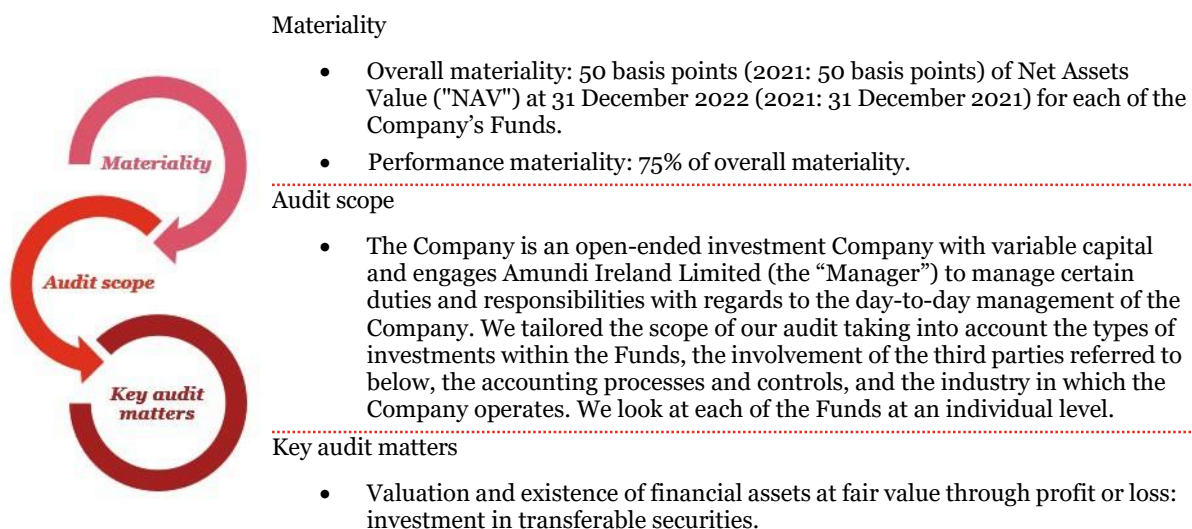 Materiality
• Overall materiality: 50 basis points (2021: 50 basis points) of Net Assets
Value ("NAV") at 31 December 2022 (2021: 31 December 2021) for each of the
Company’s Funds.
• Performance materiality: 75% of overall materiality.
Materiality
Audit scope
• The Company is an open-ended investment Company with variable capital
and engages Amundi Ireland Limited (the “Manager”) to manage certain
duties and responsibilities with regards to the day-to-day management of the
Company. We tailored the scope of our audit taking into account the types of
investments within the Funds, the involvement of the third parties referred to
below, the accounting processes and controls, and the industry in which the
Company operates. We look at each of the Funds at an individual level.
Audit scope
Key audit
matters
Key audit matters
• Valuation and existence of financial assets at fair value through profit or loss:
investment in transferable securities.